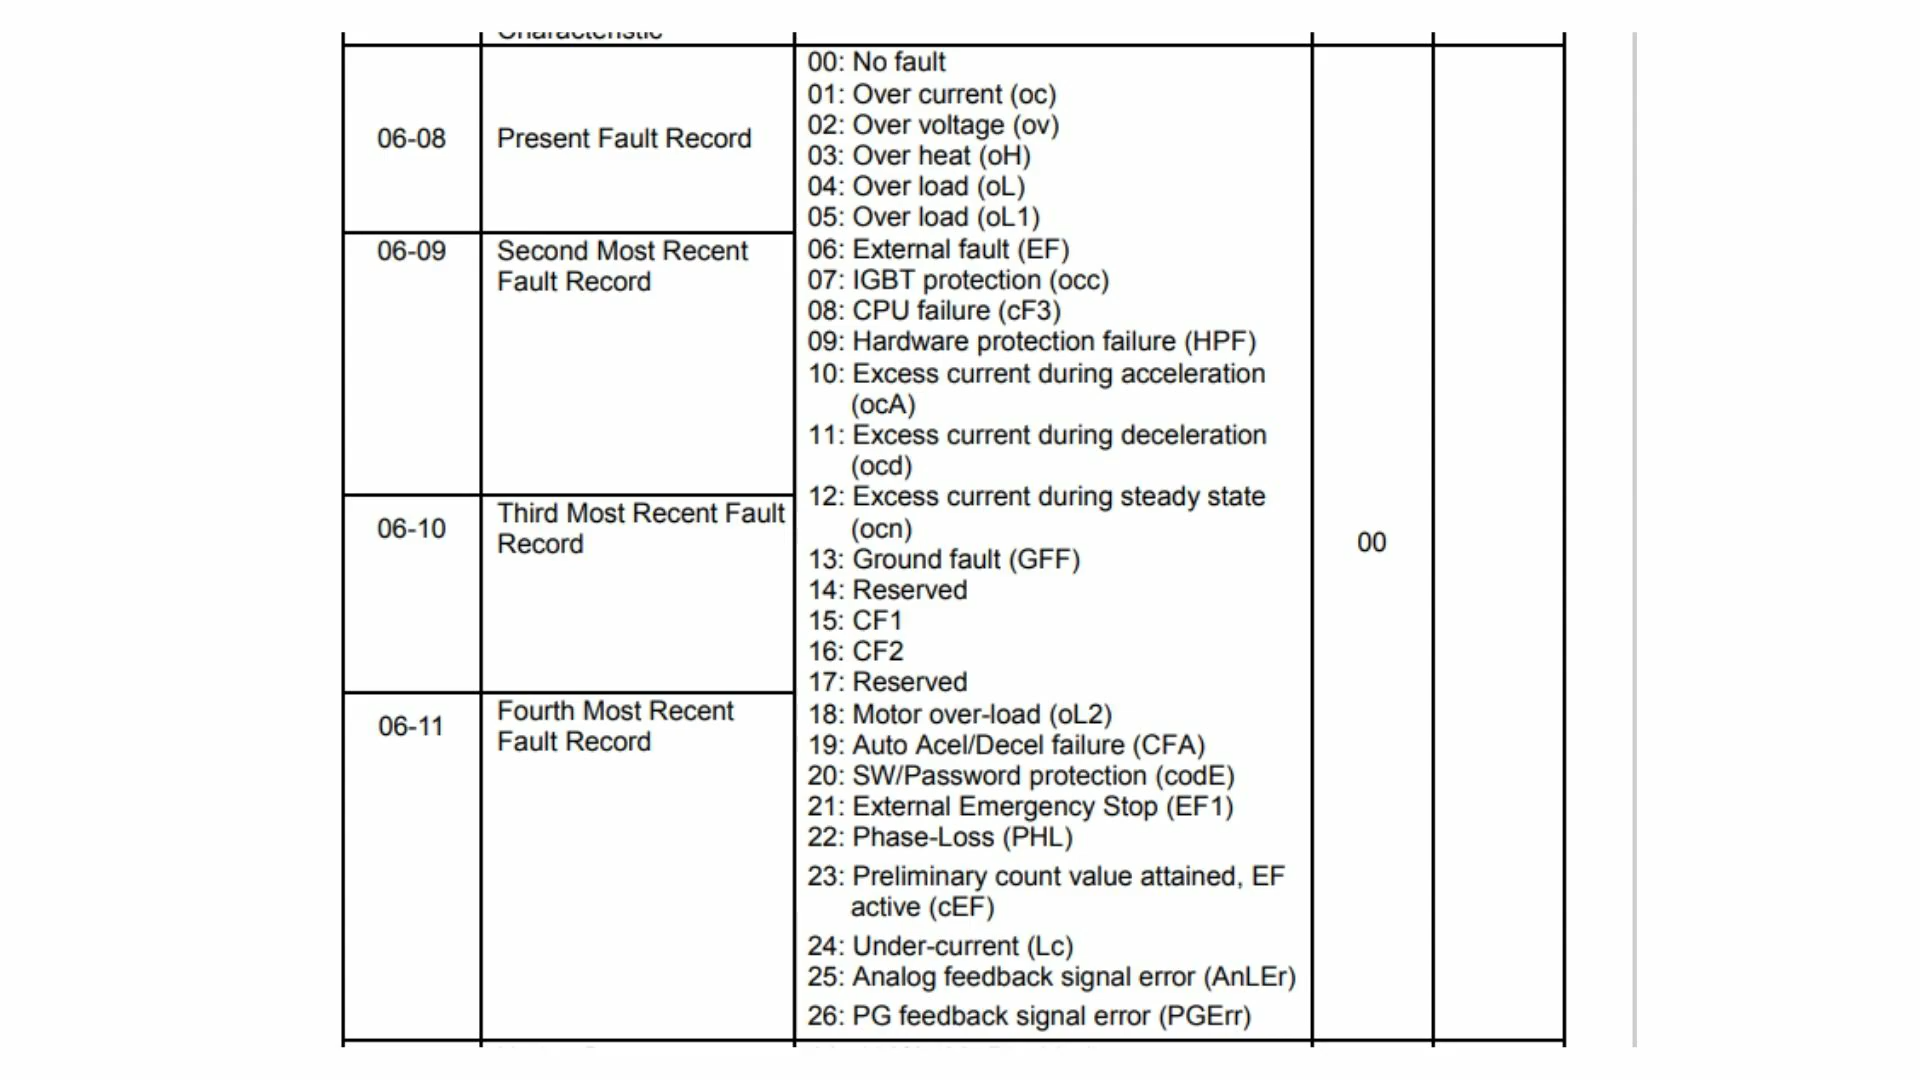 Characteristic
06-08
Present Fault Record
06-09
Second Most Recent
Fault Record
06-10
Third Most Recent Fault
Record
06-11
Fourth Most Recent
Fault Record
00: No fault
01: Over current (oc)
02: Over voltage (ov)
03: Over heat (oH)
04: Over load (oL)
05: Over load (oL1)
06: External fault (EF)
07: IGBT protection (occ)
08: CPU failure (cF3)
09: Hardware protection failure (HPF)
10: Excess current during acceleration
(ocA)
11: Excess current during deceleration
(ocd)
12: Excess current during steady state
(ocn)
13: Ground fault (GFF)
14: Reserved
15: CF1
16: CF2
17: Reserved
18: Motor over-load (oL2)
19: Auto Acel/Decel failure (CFA)
20: SW/Password protection (codE)
21: External Emergency Stop (EF1)
22: Phase-Loss (PHL)
23: Preliminary count value attained, EF
active (cEF)
24: Under-current (Lc)
25: Analog feedback signal error (AnLEr)
26: PG feedback signal error (PGErr)
00